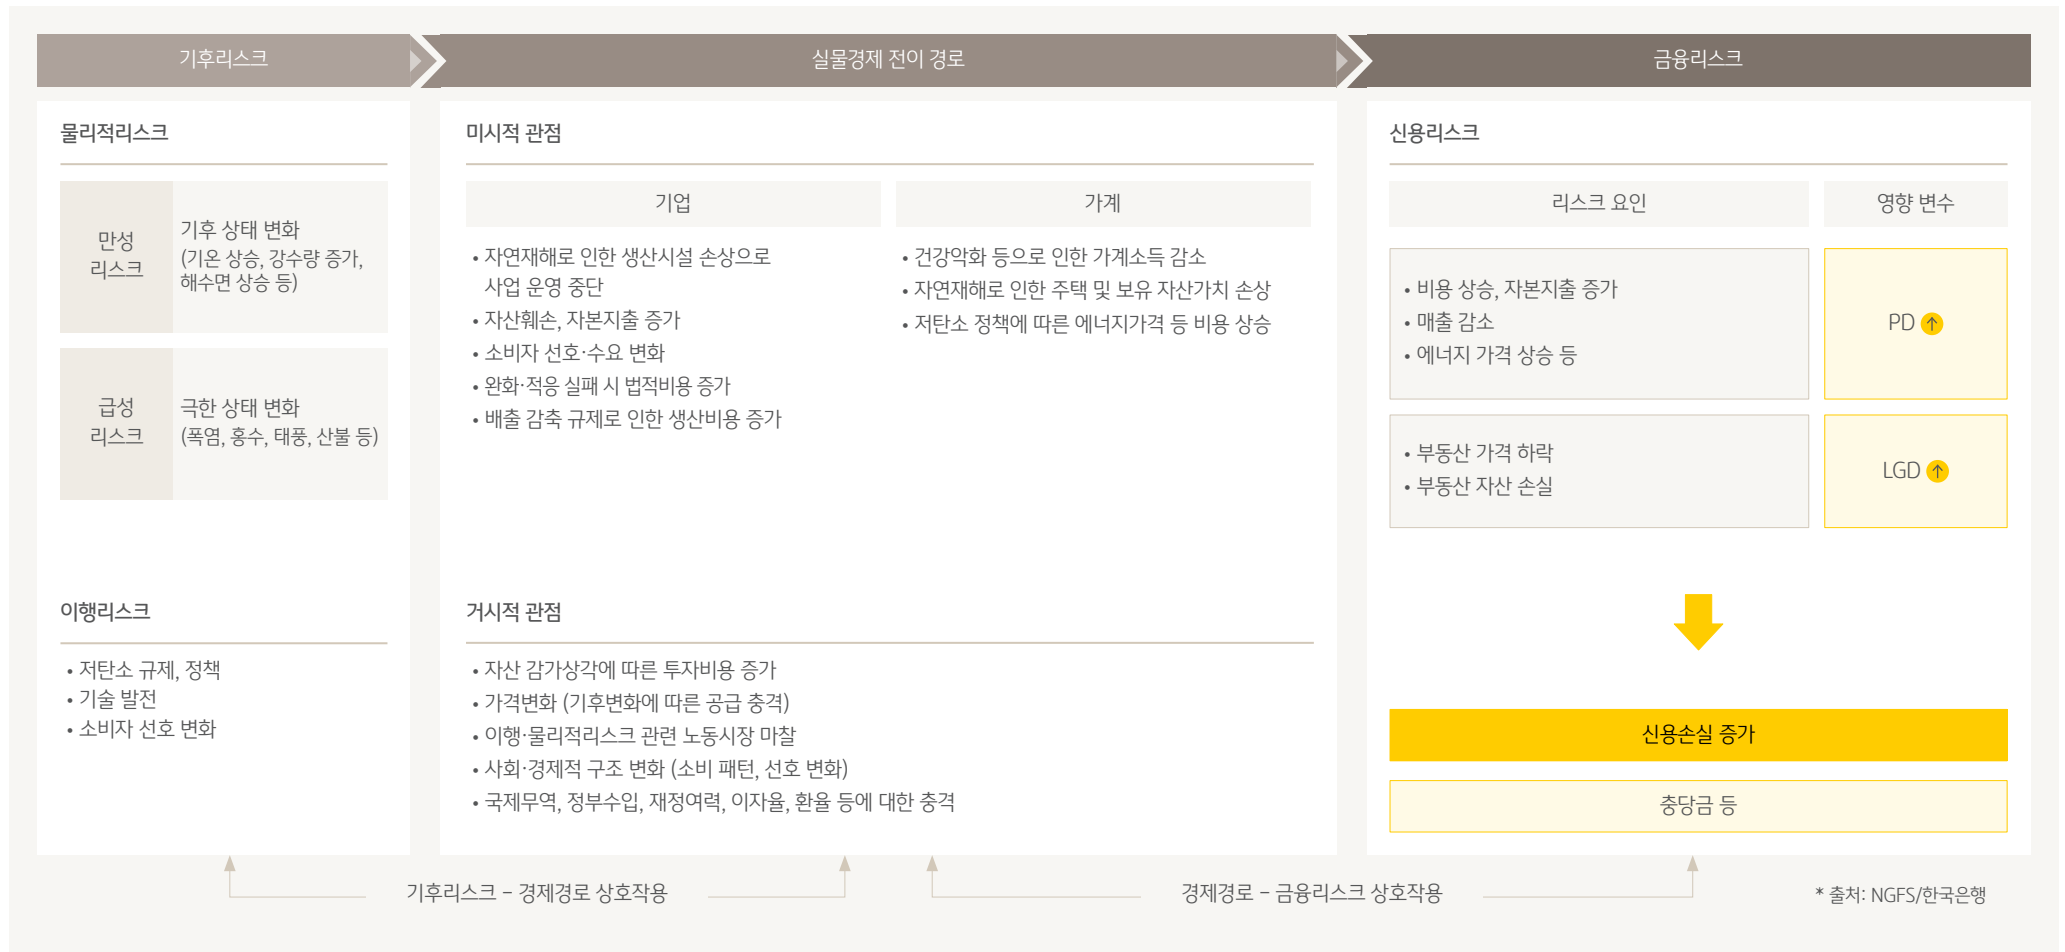 기후리스크
실물경제 전이 경로
금융리스크
물리적리스크
만성
리스크
기후 상태 변화
(기온 상승, 강수량 증가,
해수면 상승 등)
급성
리스크
극한 상태 변화
(폭염, 홍수, 태풍, 산불 등)
이행리스크
• 저탄소 규제, 정책
• 기술 발전
• 소비자 선호 변화
미시적 관점
기업
• 자연재해로 인한 생산시설 손상으로
사업 운영 중단
• 자산훼손, 자본지출 증가
• 소비자 선호·수요 변화
• 완화·적응 실패 시 법적비용 증가
• 배출 감축 규제로 인한 생산비용 증가
가계
• 건강악화 등으로 인한 가계소득 감소
• 자연재해로 인한 주택 및 보유 자산가치 손상
• 저탄소 정책에 따른 에너지가격 등 비용 상승
거시적 관점
• 자산 감가상각에 따른 투자비용 증가
• 가격변화 (기후변화에 따른 공급 충격)
• 이행·물리적리스크 관련 노동시장 마찰
• 사회·경제적 구조 변화 (소비 패턴, 선호 변화)
• 국제무역, 정부수입, 재정여력, 이자율, 환율 등에 대한 충격
신용리스크
리스크 요인
영향 변수
• 비용 상승, 자본지출 증가
• 매출 감소
• 에너지 가격 상승 등
PD ↑
• 부동산 가격 하락
• 부동산 자산 손실
LGD ↑
신용손실 증가
충당금 등
기후리스크 – 경제경로 상호작용
경제경로 – 금융리스크 상호작용
* 출처: NGFS/한국은행